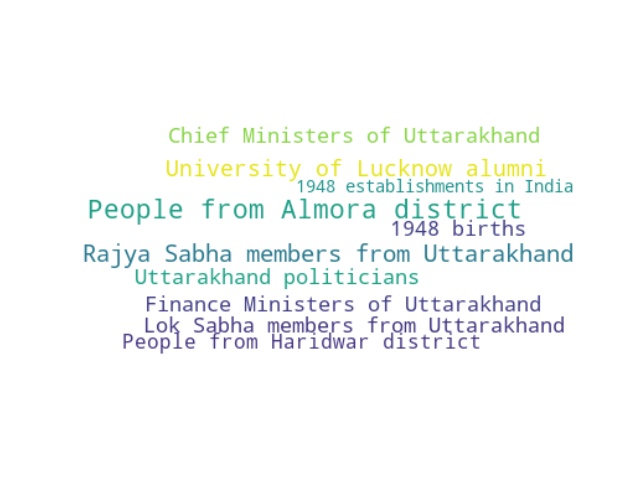 Chief Ministers of Uttarakhand
University of Lucknow alumni
1948 establishments in India
People from Almora district
1948 births
Rajya Sabha members from Uttarakhand
Uttarakhand politicians
Finance Ministers of Uttarakhand
Lok Sabha members from Uttarakhand
People from Haridwar district